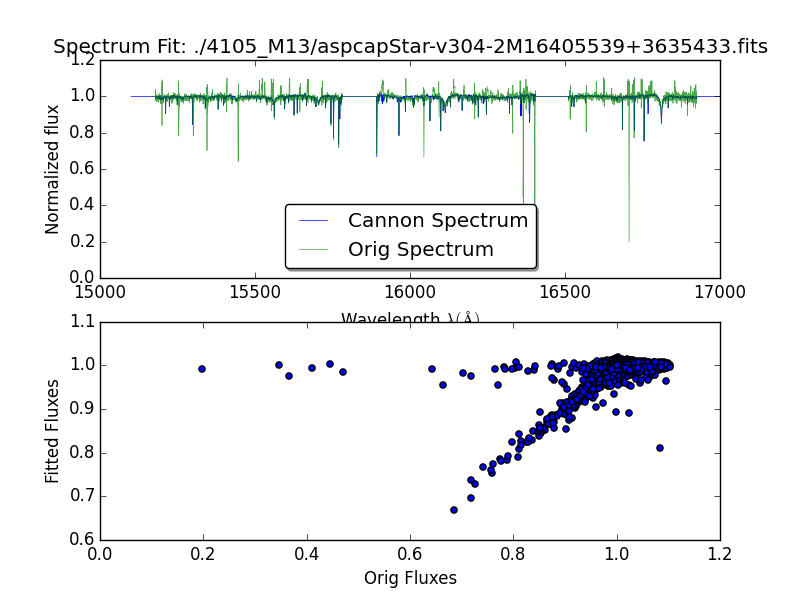 Spectrum Fit: ./4105_M13/aspcapStar-v304-2M16405539+3635433.fits
1.2
1.0
0.8
0.6
0.4
0.2
0.0
Normalized flux
Cannon Spectrum
Orig Spectrum
15000 15500 16000 16500 17000
Wavelength λ(Å)
1.1
1.0
0.9
0.8
0.7
0.6
Fitted Fluxes
0.0 0.2 0.4 0.6 0.8 1.0 1.2
Orig Fluxes